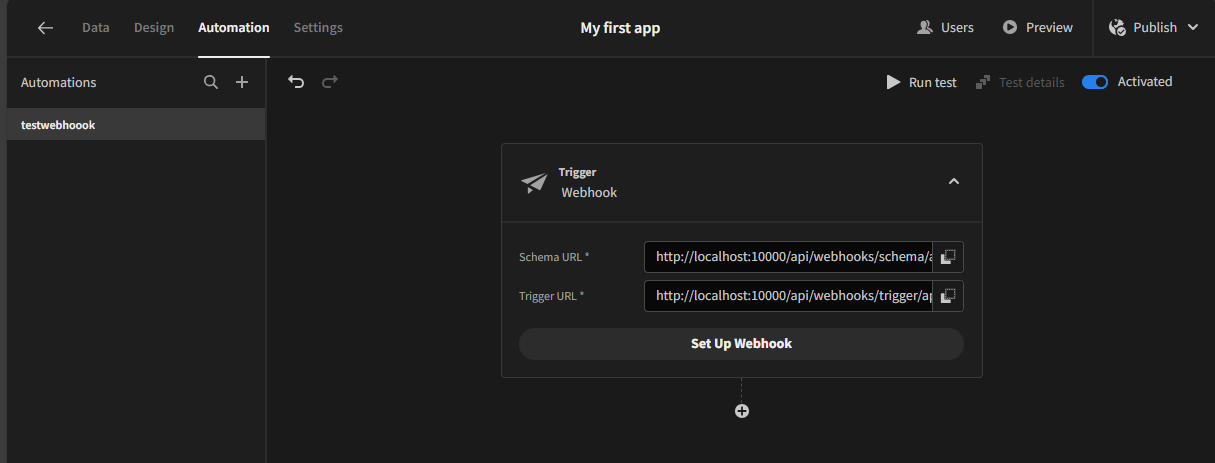 Data Design Automation Settings My first app Users Preview Publish
Automations Run test Test details Activated
testwebhoook
Trigger
Webhook
Schema URL * http://localhost:10000/api/webhooks/schema/
Trigger URL * http://localhost:10000/api/webhooks/trigger/ap
Set Up Webhook